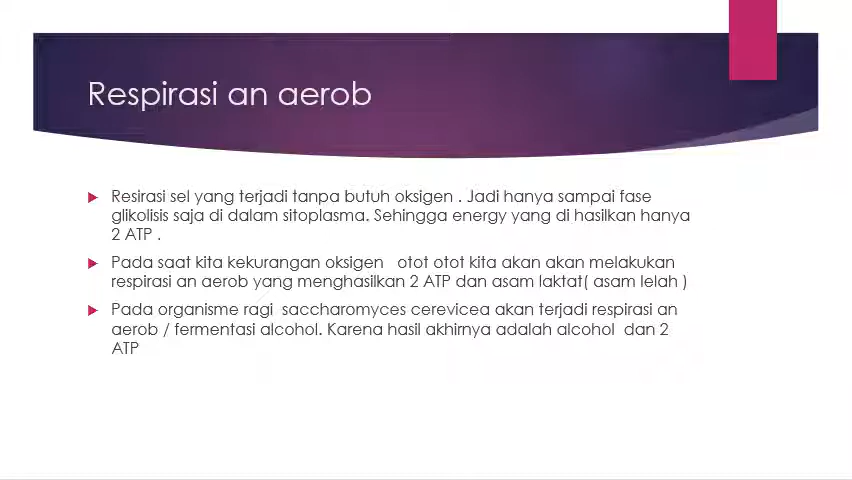 Respirasi an aerob
Resirasi sel yang terjadi tanpa butuh oksigen . Jadi hanya sampai fase
glikolisis saja di dalam sitoplasma. Sehingga energy yang di hasilkan hanya
2 ATP .
Pada saat kita kekurangan oksigen   otot otot kita akan akan melakukan
respirasi an aerob yang menghasilkan 2 ATP dan asam laktat( asam lelah )
Pada organisme ragi  saccharomyces cerevicea akan terjadi respirasi an
aerob / fermentasi alcohol. Karena hasil akhirnya adalah alcohol  dan 2
ATP